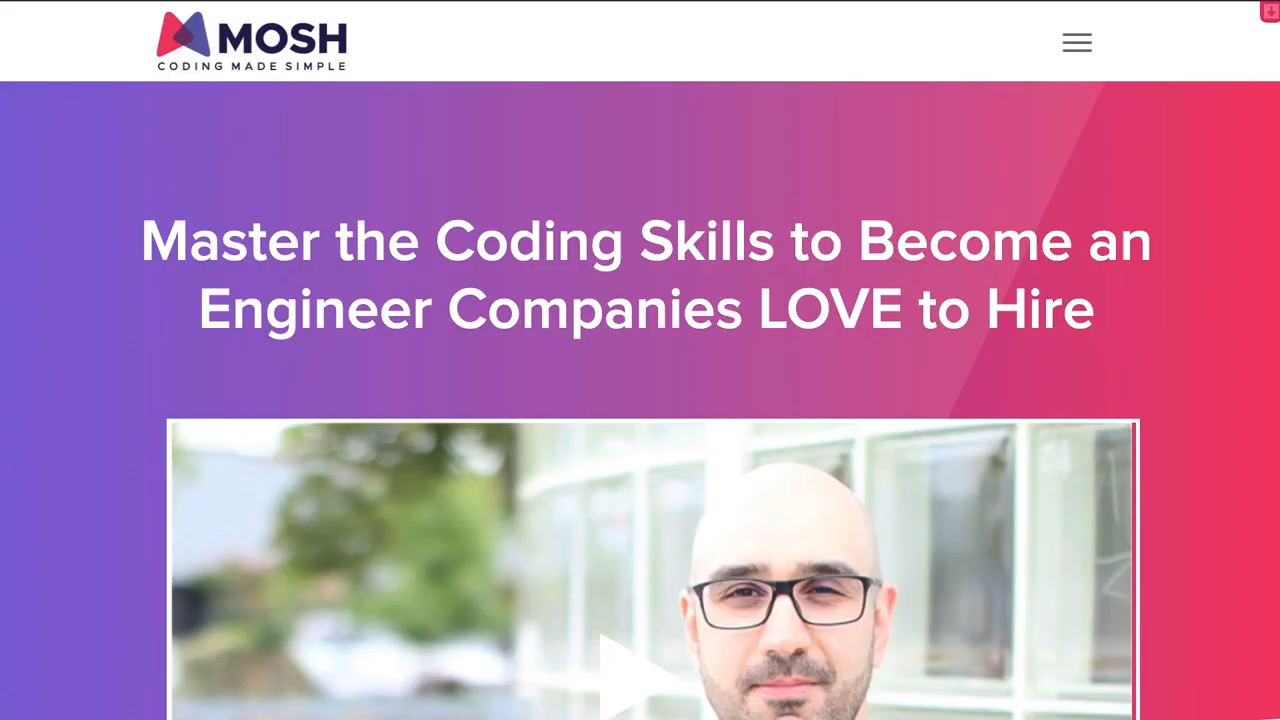 MOSH
CODING MADE SIMPLE
Master the Coding Skills to Become an
Engineer Companies LOVE to Hire